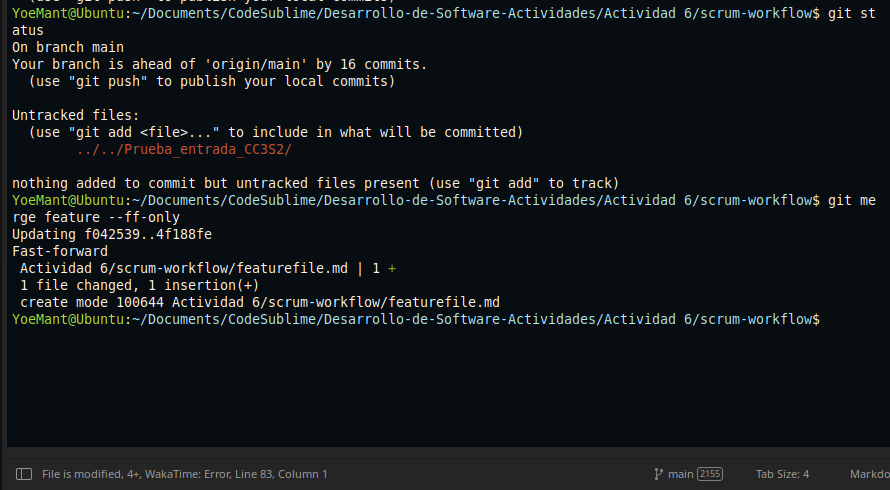 YoeMant@Ubuntu:~/Documents/CodeSublime/Desarrollo-de-Software-Actividades/Actividad 6/scrum-workflow$ git st
atus
On branch main
Your branch is ahead of 'origin/main' by 16 commits.
  (use "git push" to publish your local commits)

Untracked files:
  (use "git add <file>..." to include in what will be committed)
        ../../Prueba_entrada_CC3S2/

nothing added to commit but untracked files present (use "git add" to track)
YoeMant@Ubuntu:~/Documents/CodeSublime/Desarrollo-de-Software-Actividades/Actividad 6/scrum-workflow$ git me
rge feature --ff-only
Updating f042539..4f188fe
Fast-forward
 Actividad 6/scrum-workflow/featurefile.md | 1 +
 1 file changed, 1 insertion(+)
 create mode 100644 Actividad 6/scrum-workflow/featurefile.md
YoeMant@Ubuntu:~/Documents/CodeSublime/Desarrollo-de-Software-Actividades/Actividad 6/scrum-workflow$
File is modified, 4+, WakaTime: Error, Line 83, Column 1
main 2155
Tab Size: 4
Markdo